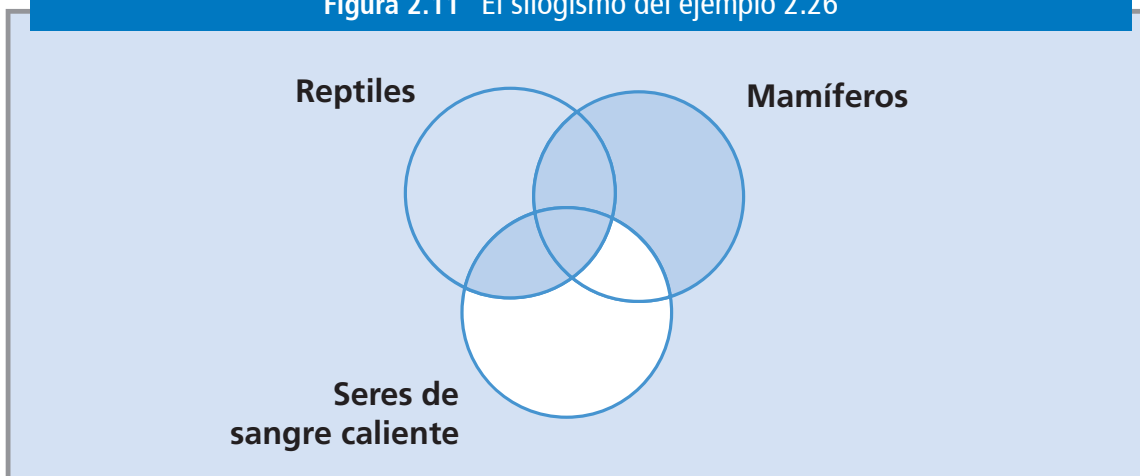 Figura 2.11 El silogismo del ejemplo 2.26
Reptiles
Mamíferos
Seres de
sangre caliente